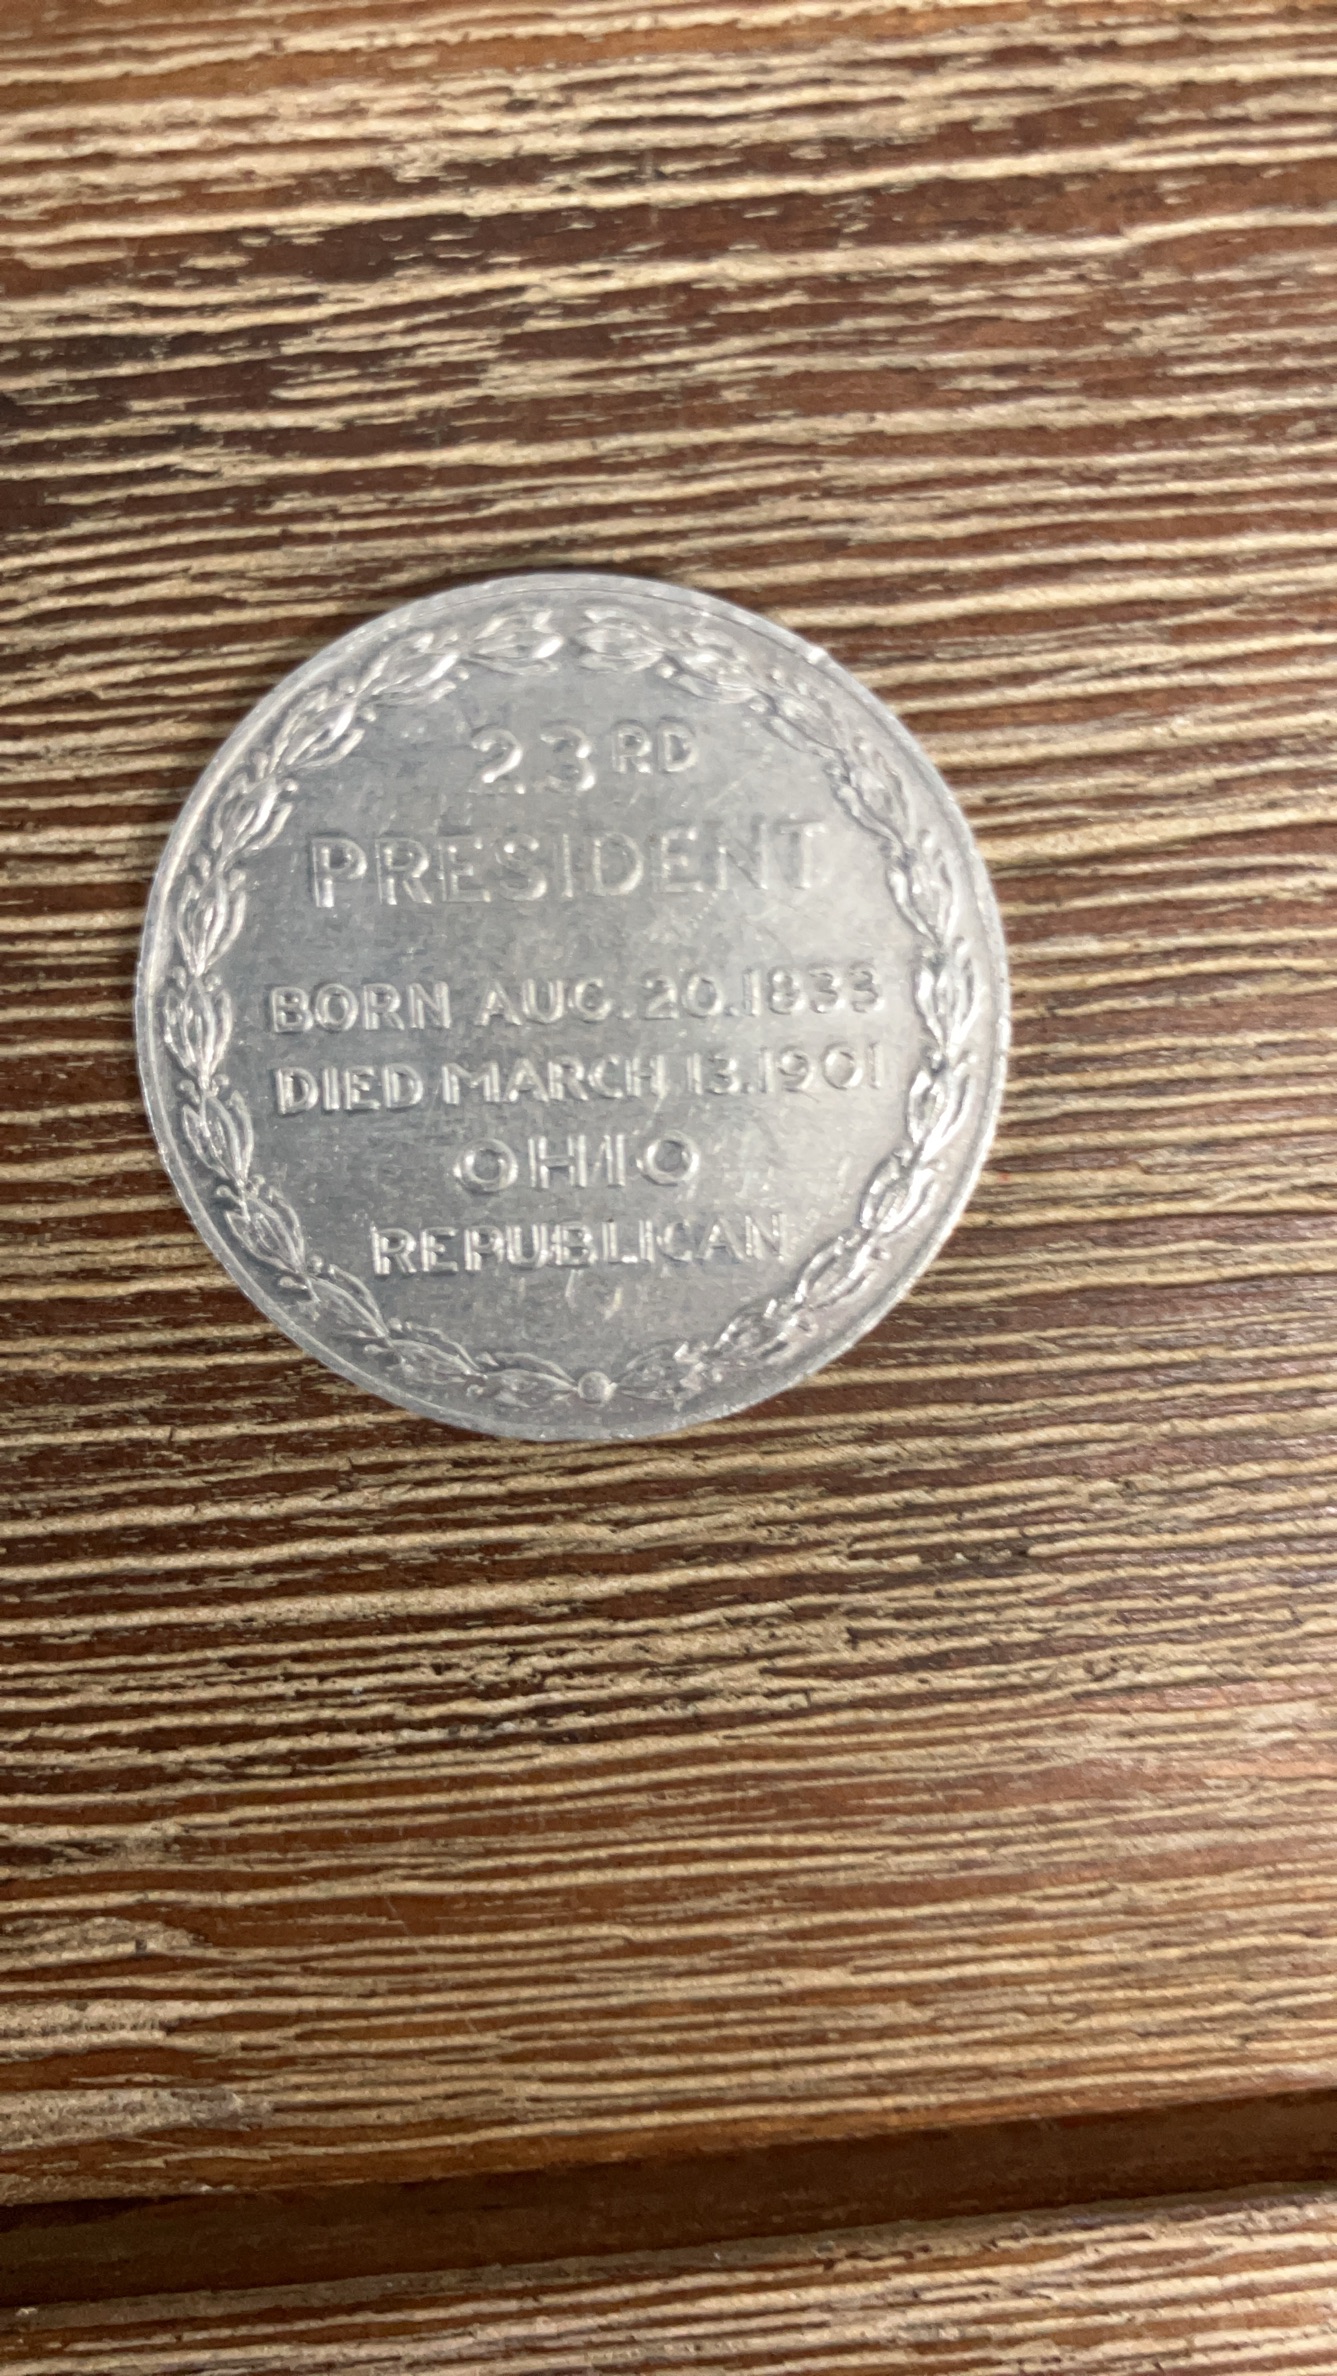 23RD
PRESIDENT
BORN AUG. 20.1833
DIED MARCH 13.1901
OHIO
REPUBLICAN